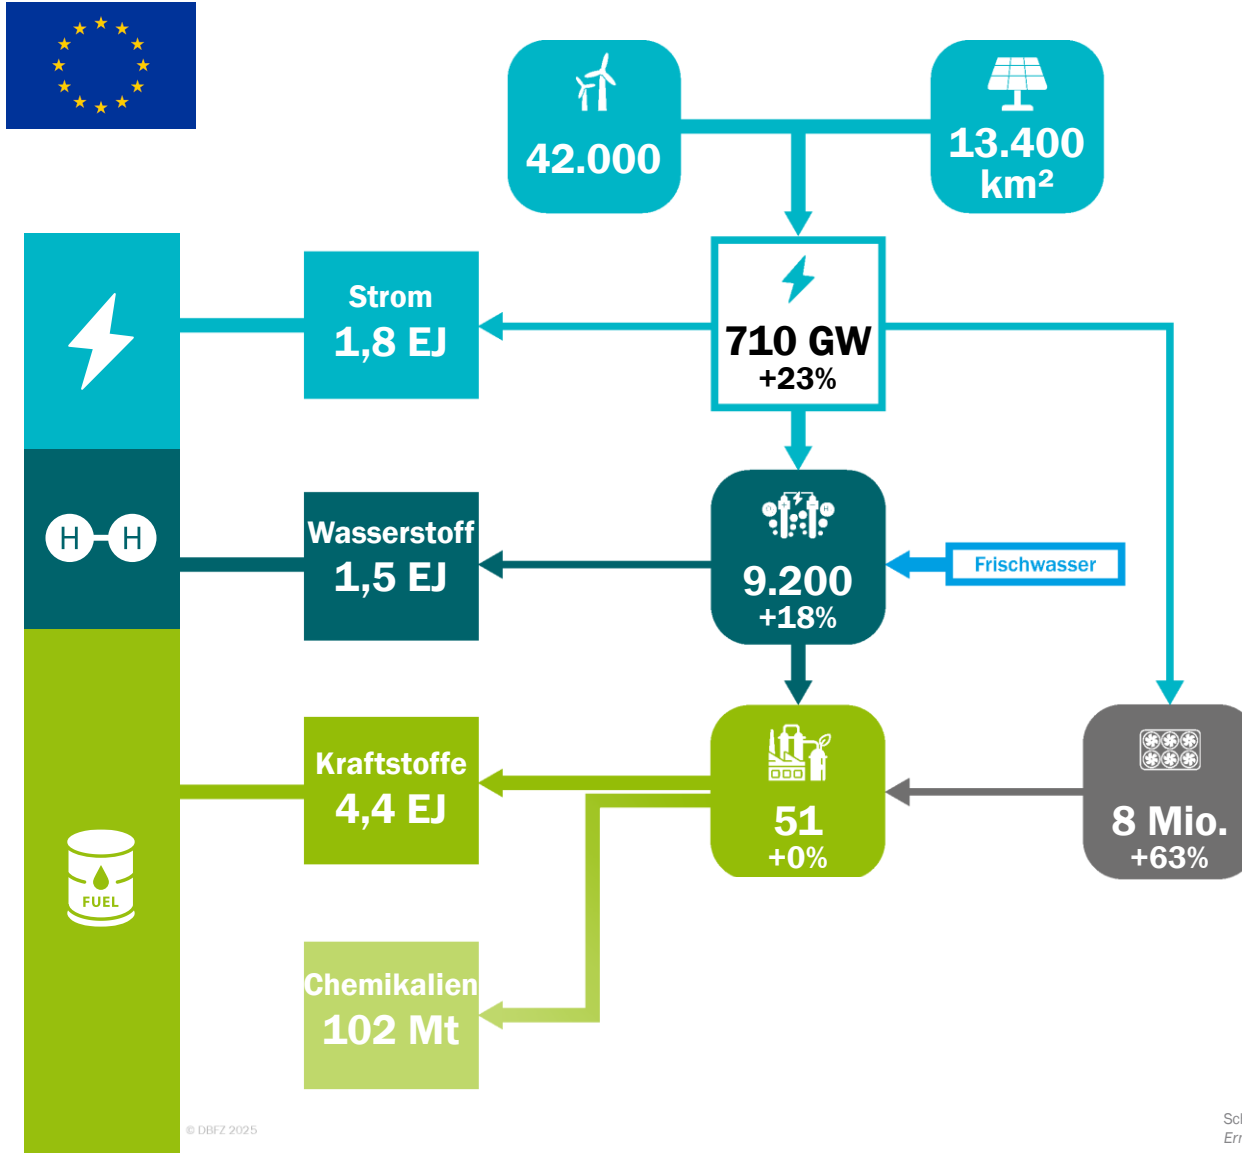 42.000
13.400
km²
Strom
1,8 EJ
710 GW
+23%
H H
Wasserstoff
1,5 EJ
9.200
+18%
Frischwasser
Kraftstoffe
4,4 EJ
51
+0%
8 Mio.
+63%
FUEL
Chemikalien
102 Mt
© DBFZ 2025